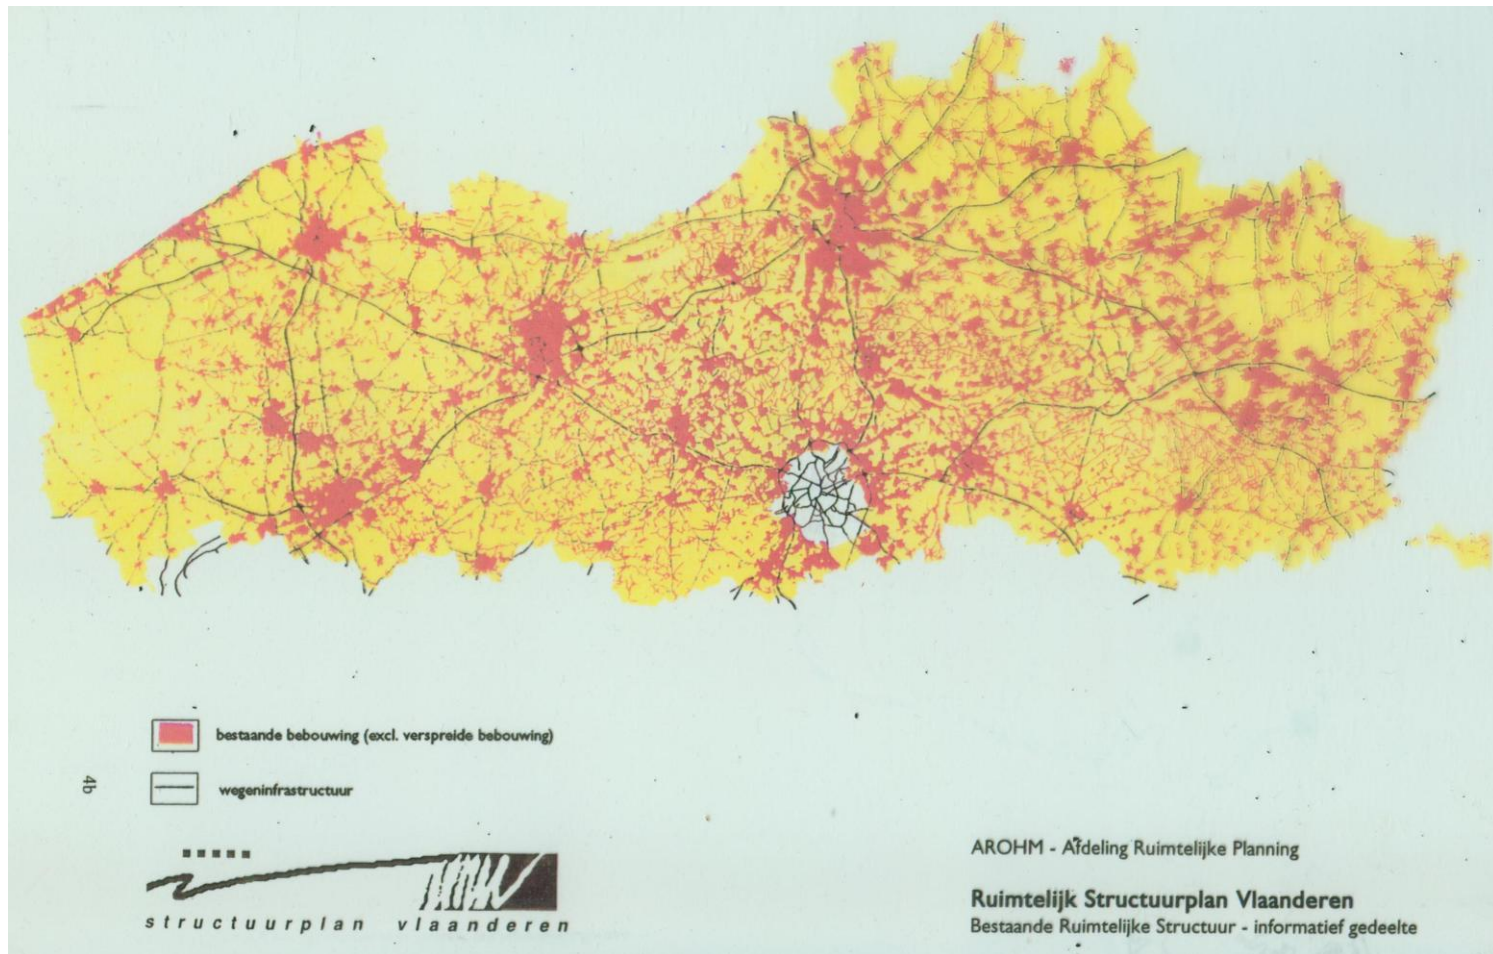 bestaande bebouwing (excl. verspreide bebouwing)
wegeninfrastructuur
4b
structuurplan vlaanderen
AROHM - Afdeling Ruimtelijke Planning
Ruimtelijk Structuurplan Vlaanderen
Bestaande Ruimtelijke Structuur - informatief gedeelte